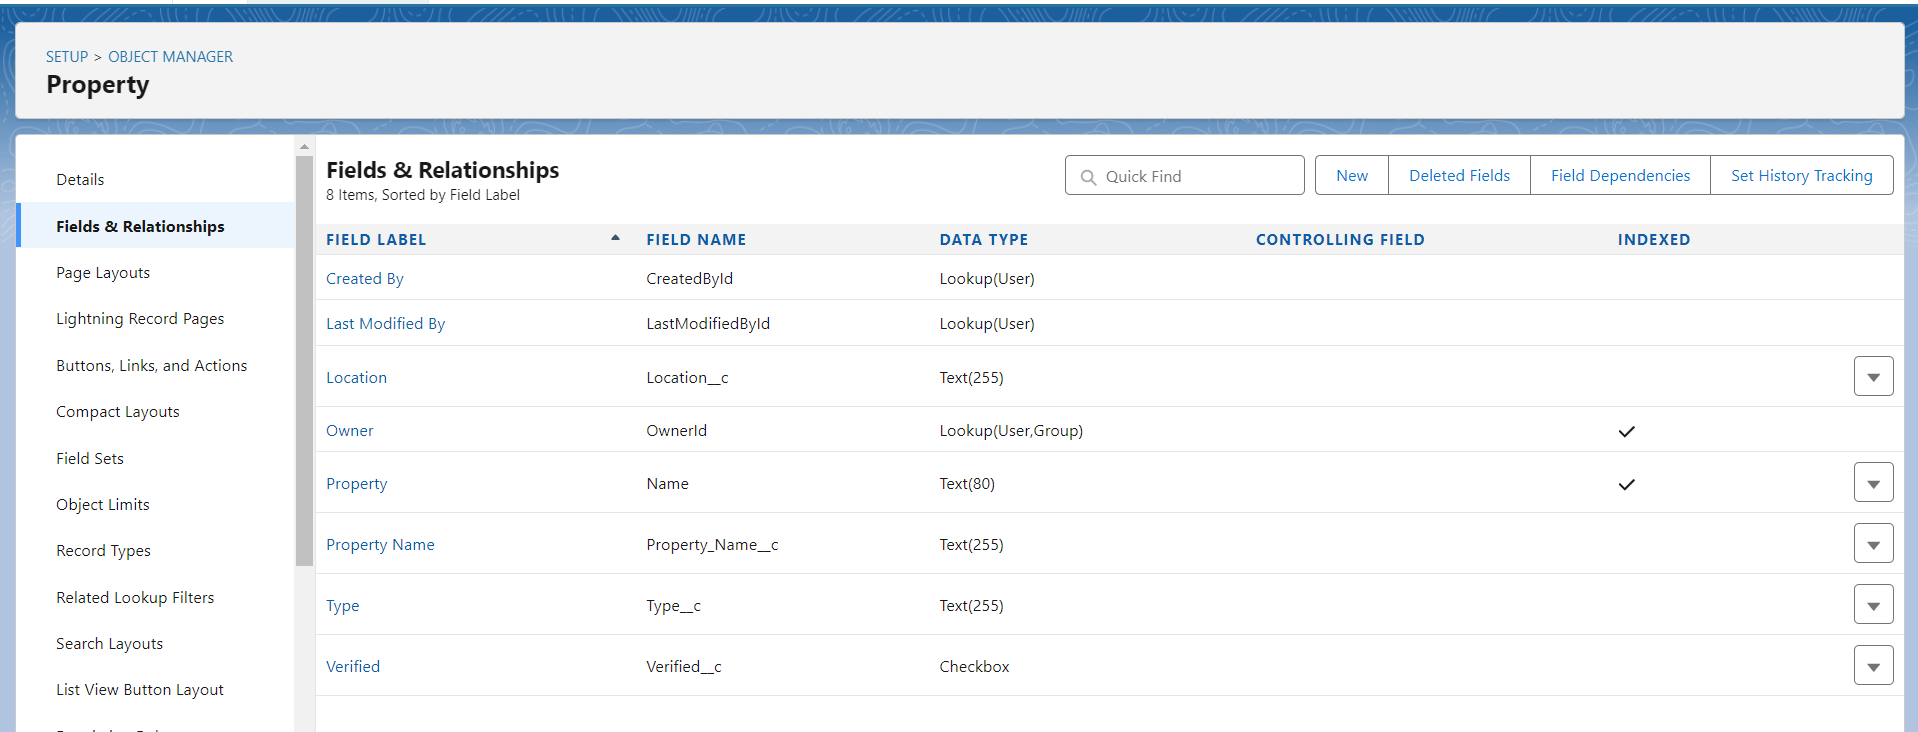 SETUP > OBJECT MANAGER
Property
Details
Fields & Relationships
Page Layouts
Lightning Record Pages
Buttons, Links, and Actions
Compact Layouts
Field Sets
Object Limits
Record Types
Related Lookup Filters
Search Layouts
List View Button Layout
Fields & Relationships
8 Items, Sorted by Field Label
Quick Find
New
Deleted Fields
Field Dependencies
Set History Tracking
FIELD LABEL FIELD NAME DATA TYPE CONTROLLING FIELD INDEXED
Created By CreatedById Lookup(User)
Last Modified By LastModifiedById Lookup(User)
Location Location__c Text(255)
Owner OwnerId Lookup(User,Group)
Property Name Text(80)
Property Name Property_Name__c Text(255)
Type Type__c Text(255)
Verified Verified__c Checkbox